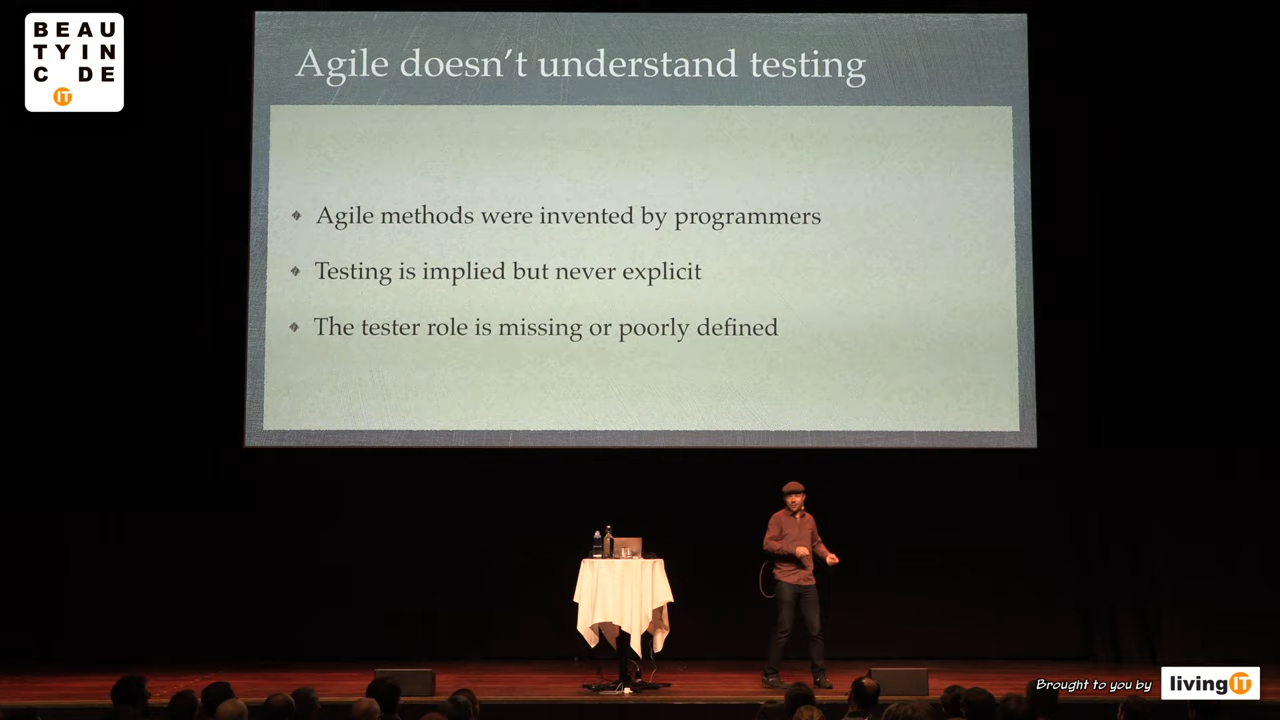 BEAU
TYIN
C DE
IT
Agile doesn't understand testing
Agile methods were invented by programmers
Testing is implied but never explicit
The tester role is missing or poorly defined
Brought to you by
livingIT